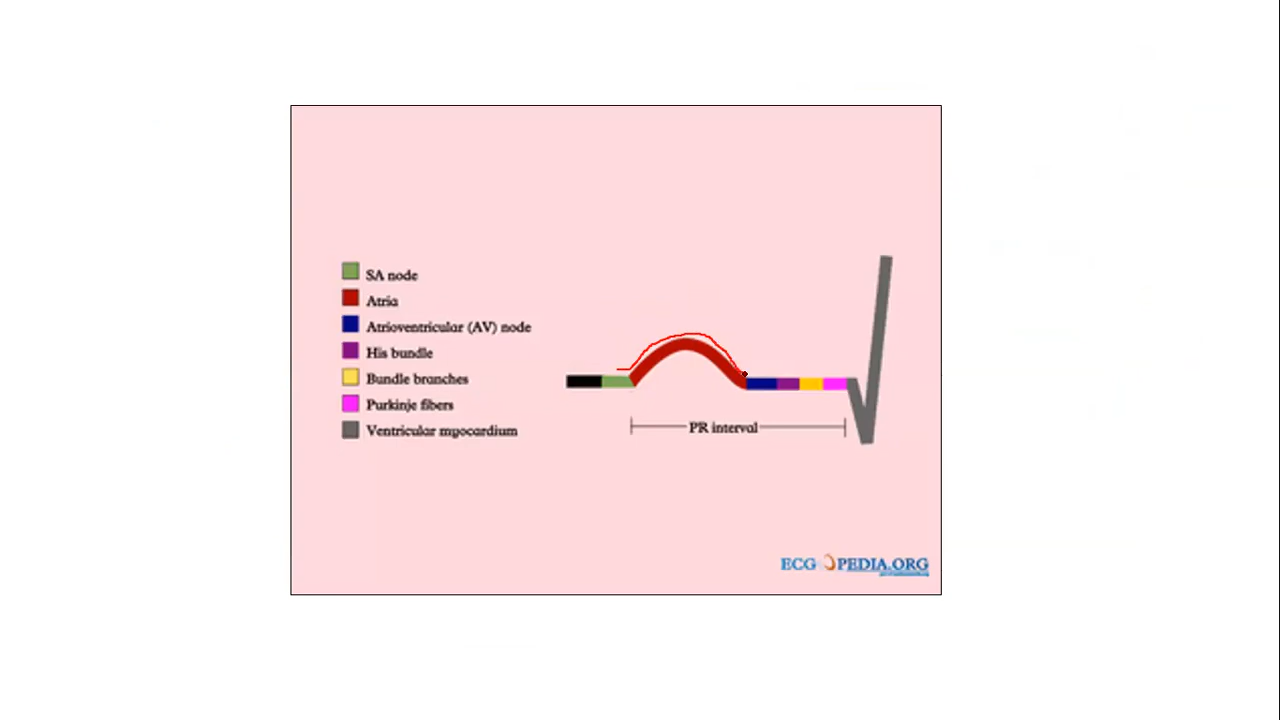 SA node
Atria
Atrioventricular (AV) node
His bundle
Bundle branches
Purkinje fibers
Ventricular myocardium
PR interval
ECGPEDIA.ORG